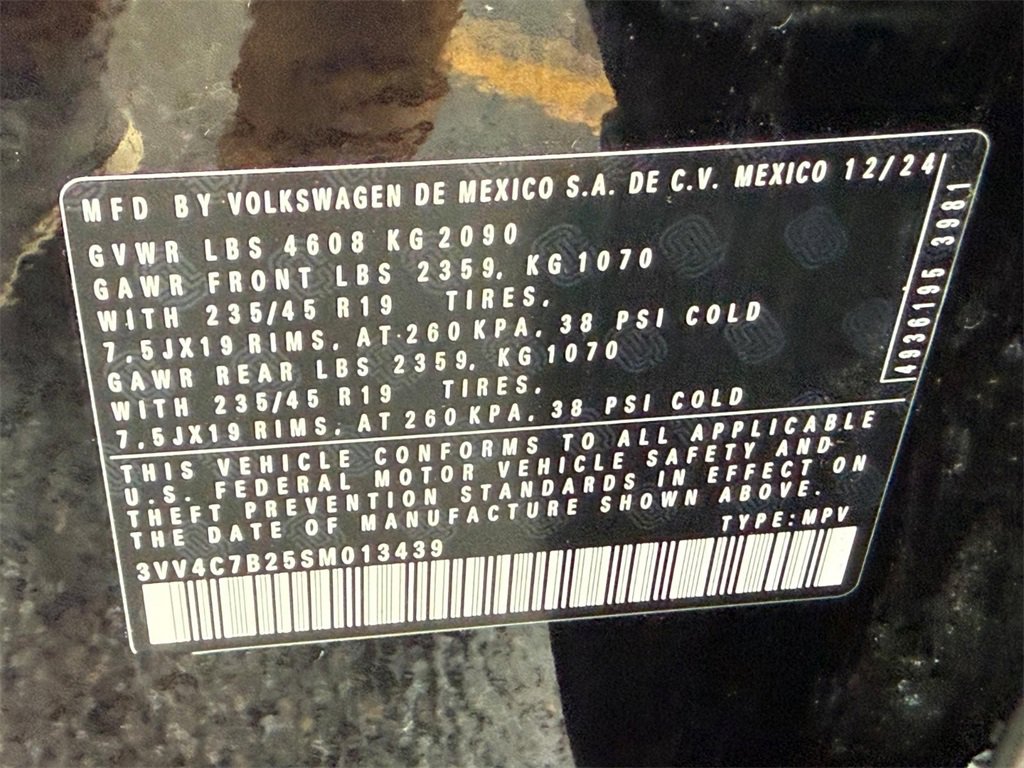 MFD BY VOLKSWAGEN DE MEXICO S.A. DE C.V. MEXICO 12/24
GVWR LBS 4608 KG 2090
GAWR FRONT LBS 2359, KG 1070
WITH 235/45 R19 TIRES,
7.5JX19 RIMS, AT 260 KPA, 38 PSI COLD
GAWR REAR LBS 2359, KG 1070
WITH 235/45 R19 TIRES,
7.5JX19 RIMS, AT 260 KPA, 38 PSI COLD
4936195 3981
THIS VEHICLE CONFORMS TO ALL APPLICABLE
U.S. FEDERAL MOTOR VEHICLE SAFETY AND
THEFT PREVENTION STANDARDS IN EFFECT ON
THE DATE OF MANUFACTURE SHOWN ABOVE.
TYPE:MPV
3VV4C7B25SM013439